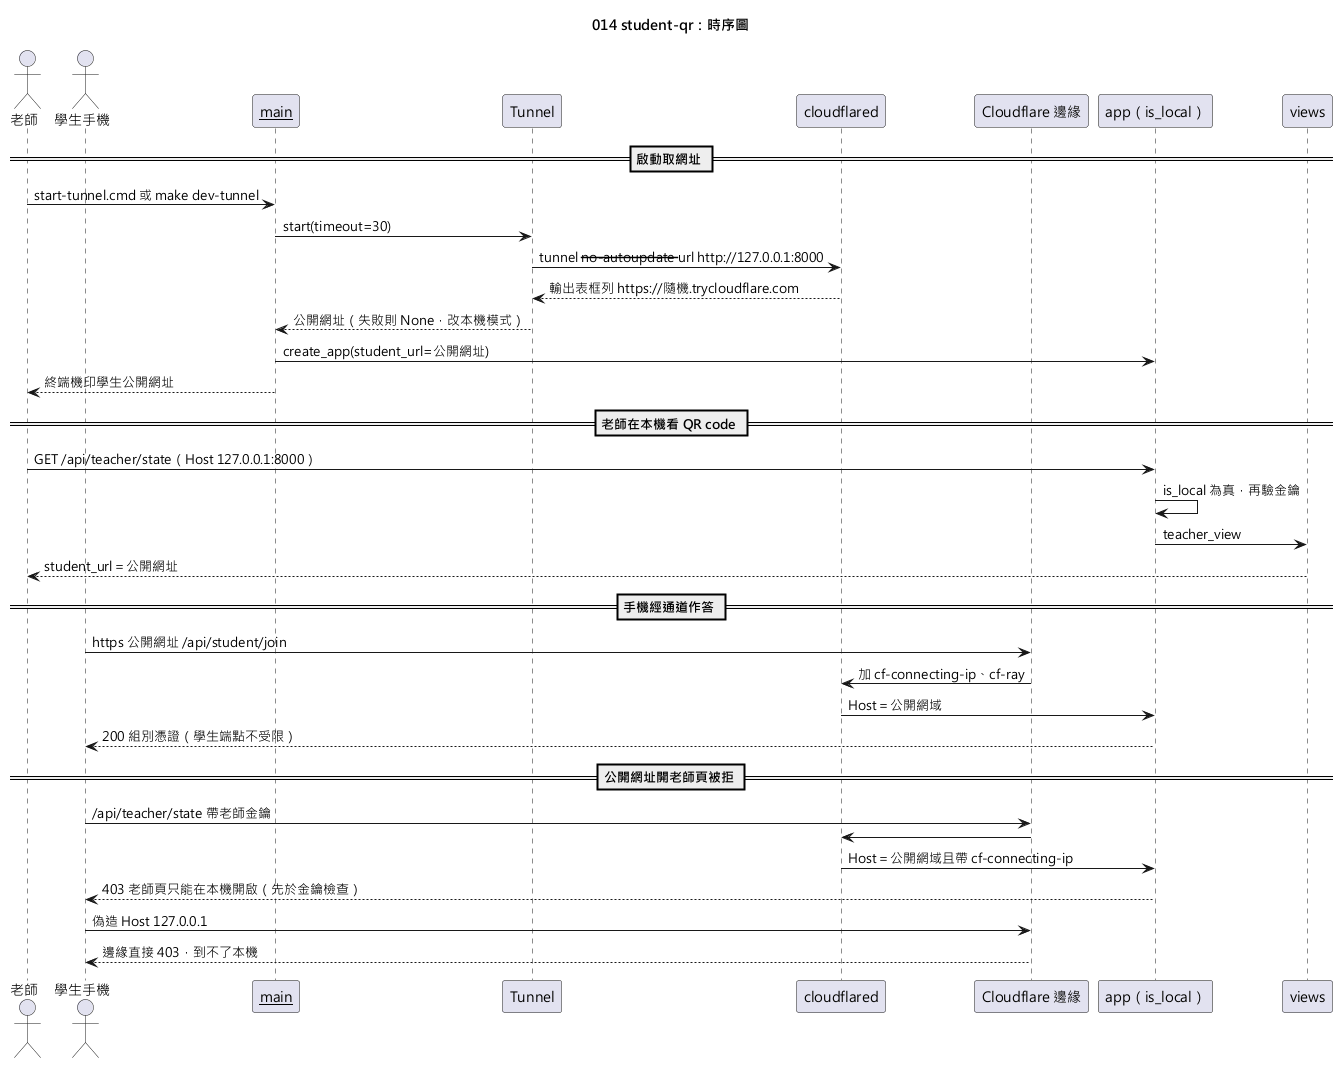 014 student-qr：時序圖
老師
學生手機
main
Tunnel
cloudflared
Cloudflare 邊緣
app（is_local）
views
啟動取網址
start-tunnel.cmd 或 make dev-tunnel
start(timeout=30)
tunnel no-autoupdate url http://127.0.0.1:8000
輸出表框列 https://隨機.trycloudflare.com
公開網址（失敗則 None，改本機模式）
create_app(student_url=公開網址)
終端機印學生公開網址
老師在本機看 QR code
GET /api/teacher/state（Host 127.0.0.1:8000）
is_local 為真，再驗金鑰
teacher_view
student_url = 公開網址
手機經通道作答
https 公開網址 /api/student/join
加 cf-connecting-ip、cf-ray
Host = 公開網域
200 組別憑證（學生端點不受限）
公開網址開老師頁被拒
/api/teacher/state 帶老師金鑰
Host = 公開網域且帶 cf-connecting-ip
403 老師頁只能在本機開啟（先於金鑰檢查）
偽造 Host 127.0.0.1
邊緣直接 403，到不了本機
老師
學生手機
main
Tunnel
cloudflared
Cloudflare 邊緣
app（is_local）
views